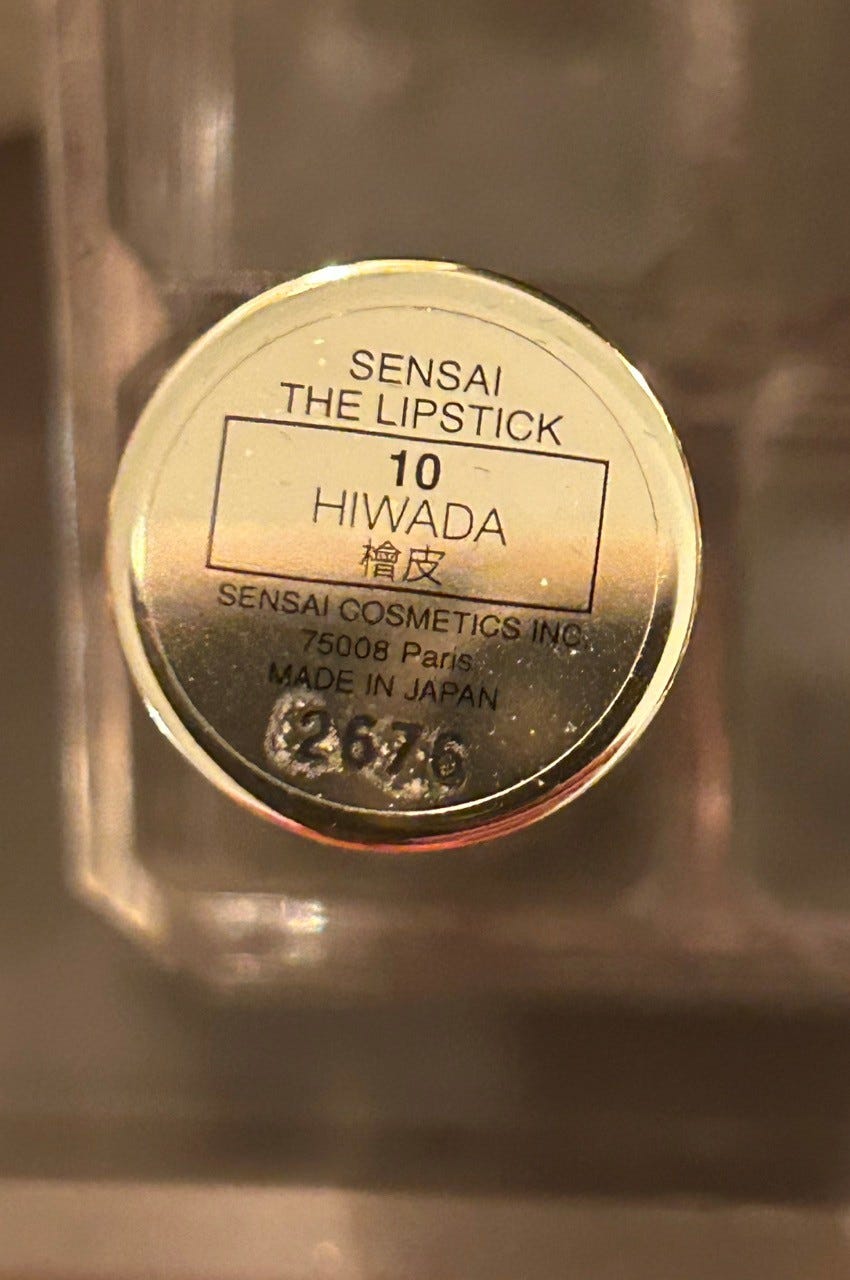 SENSAI
THE LIPSTICK
10
HIWADA
檜皮
SENSAI COSMETICS INC.
75008 Paris
MADE IN JAPAN
2676